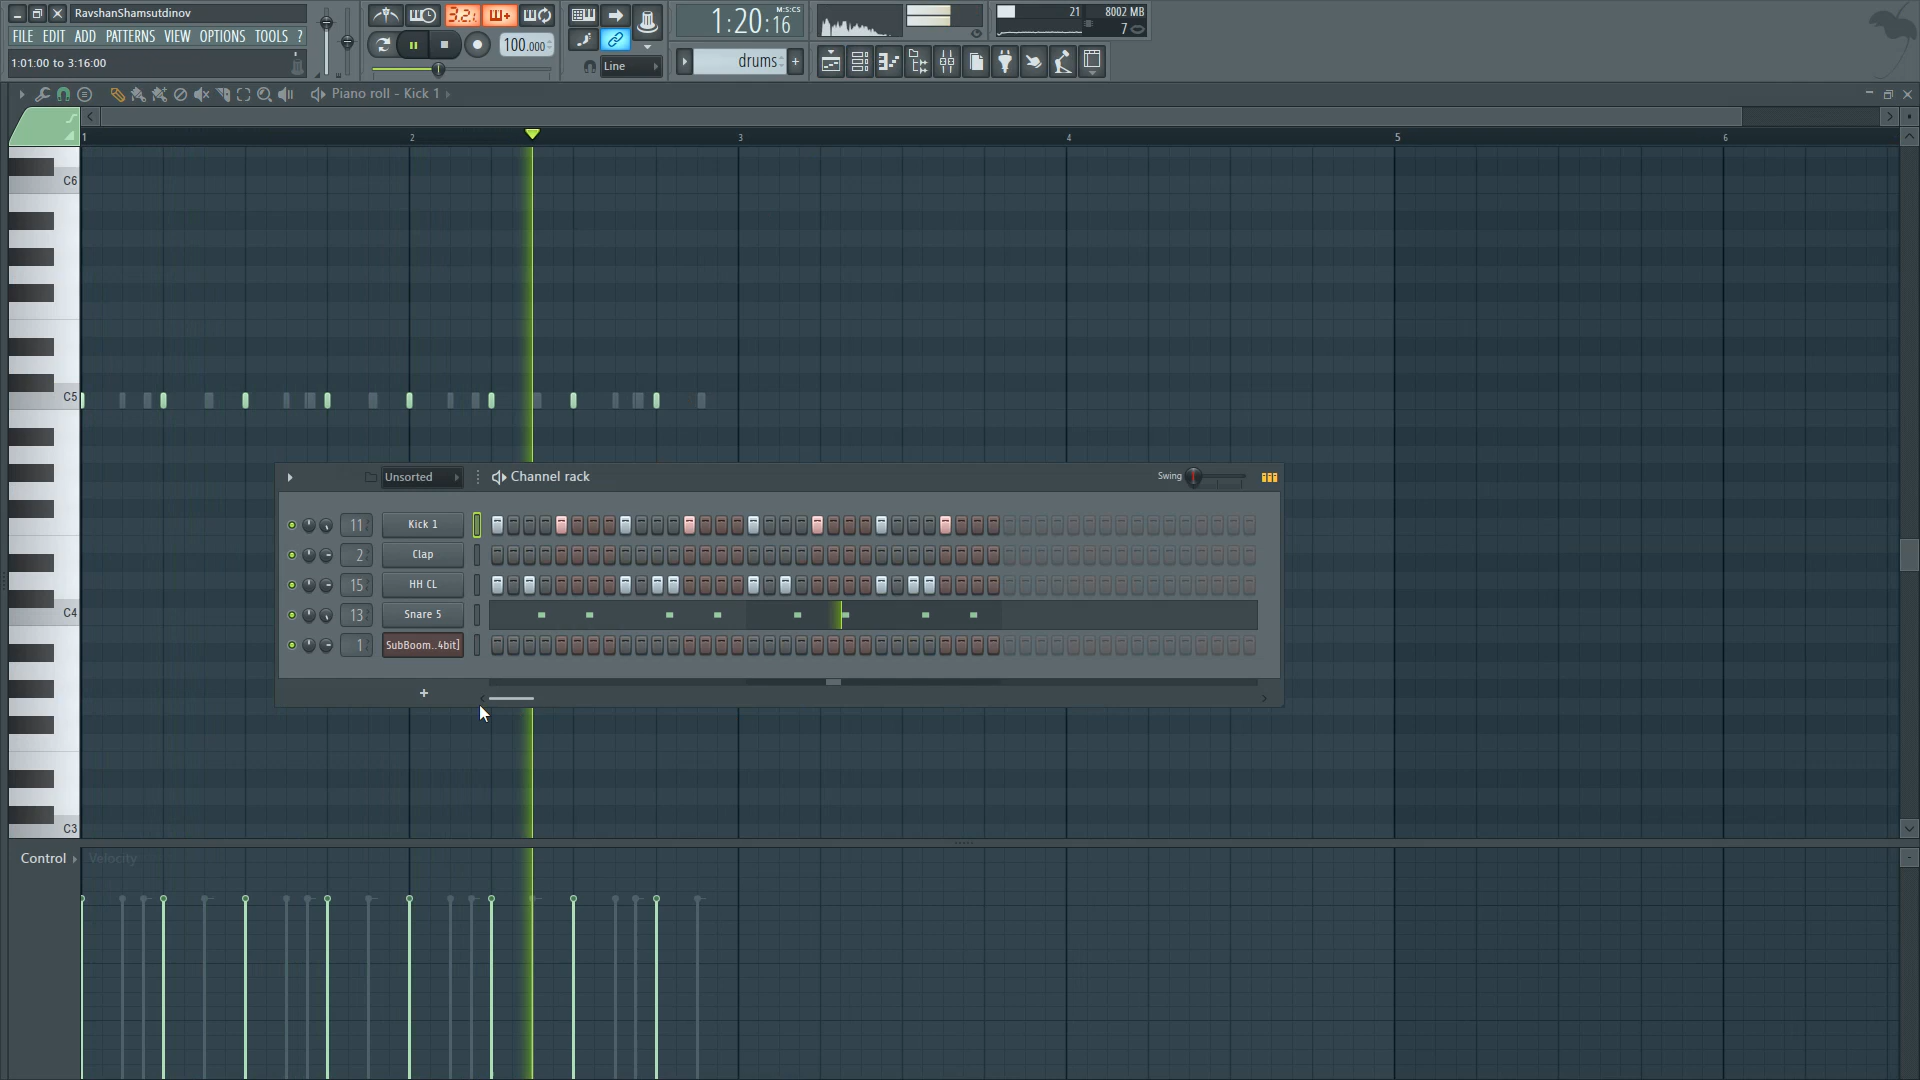 RavshanShamsutdinov
FILE EDIT ADD PATTERNS VIEW OPTIONS TOOLS ?
1:01:00 to 3:16:00
3.2.
100.000
Line
1:20:16
M:S:CS
drums
21
8002 MB
7
Piano roll - Kick 1
1 2 3 4 5 6
C6
C5
C4
C3
Unsorted
Channel rack
Swing
11 Kick 1
2 Clap
15 HH CL
13 Snare 5
1 SubBoom..4bit]
+
Control
Velocity